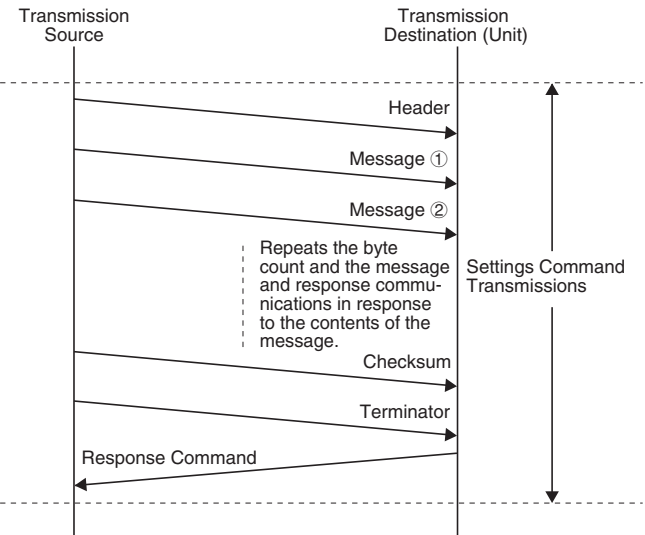 Transmission
Source
Transmission
Destination (Unit)
Header
Message ①
Message ②
Repeats the byte
count and the message
and response commu-
nications in response
to the contents of the
message.
Settings Command
Transmissions
Checksum
Terminator
Response Command